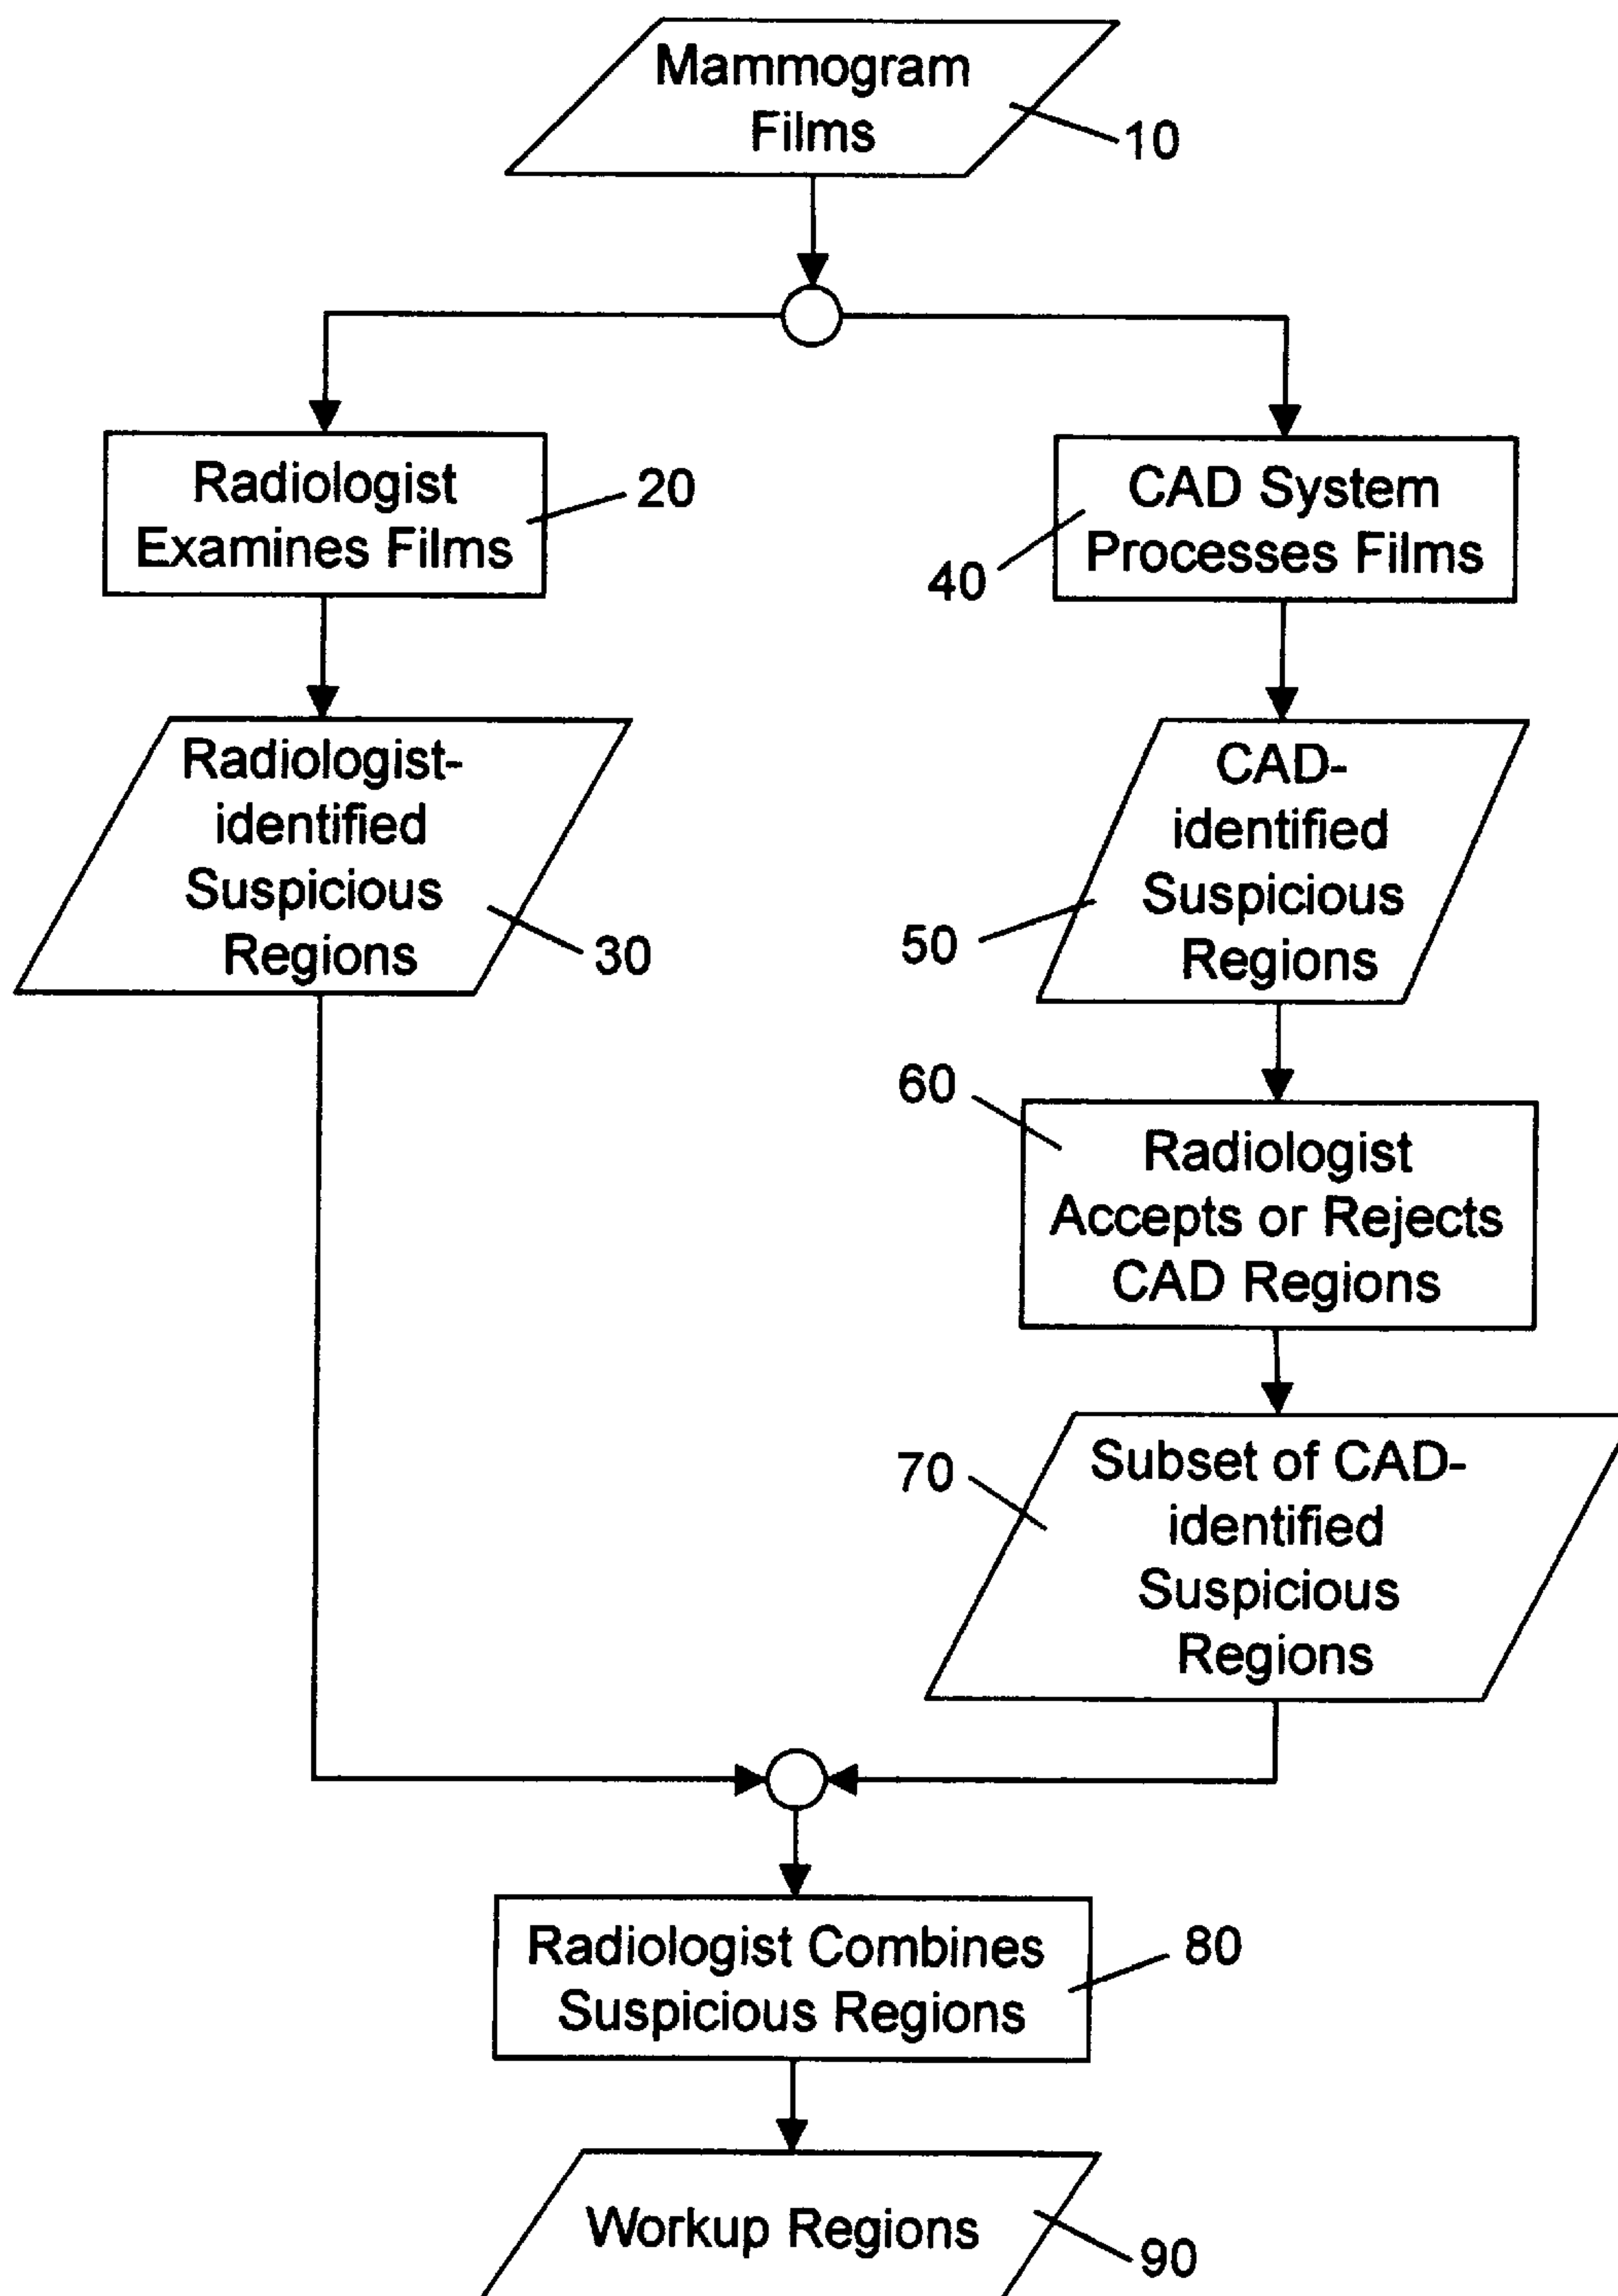 Mammogram
Films
10
Radiologist
Examines Films
20
CAD System
Processes Films
40
Radiologist-
identified
Suspicious
Regions
30
CAD-
identified
Suspicious
Regions
50
60
Radiologist
Accepts or Rejects
CAD Regions
70
Subset of CAD-
identified
Suspicious
Regions
Radiologist Combines
Suspicious Regions
80
Workup Regions
90